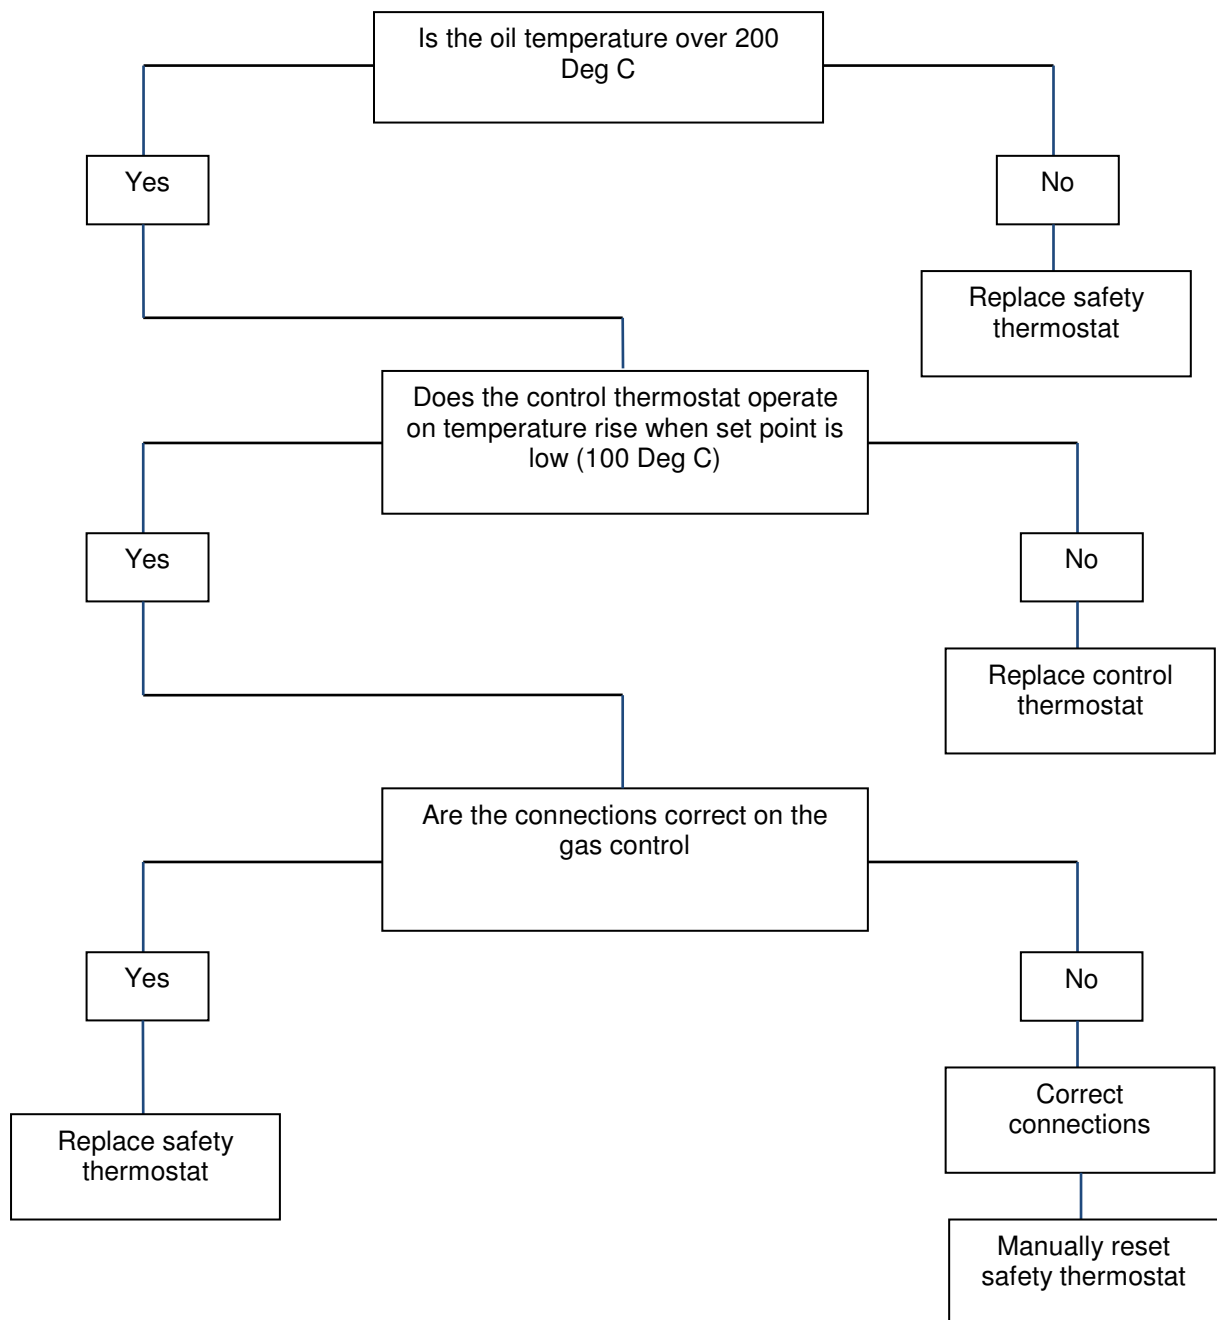 Is the oil temperature over 200
Deg C
Yes
No
Replace safety
thermostat
Does the control thermostat operate
on temperature rise when set point is
low (100 Deg C)
Yes
No
Replace control
thermostat
Are the connections correct on the
gas control
Yes
No
Correct
connections
Replace safety
thermostat
Manually reset
safety thermostat